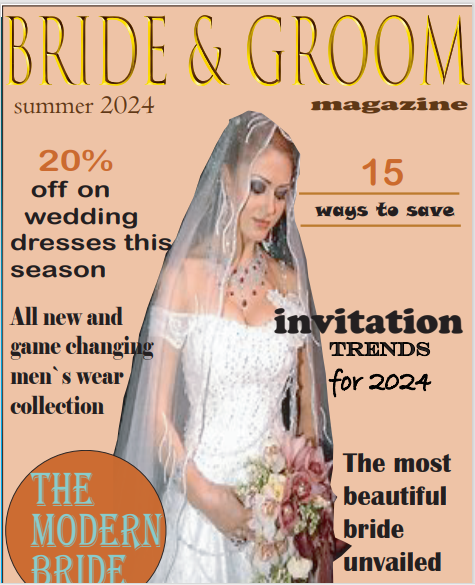 BRIDE & GROOM
summer 2024
magazine
20%
off on
wedding
dresses this
season
15
ways to save
All new and
game changing
men`s wear
collection
invitation
TRENDS
for 2024
THE
MODERN
BRIDE
The most
beautiful
bride
unvailed